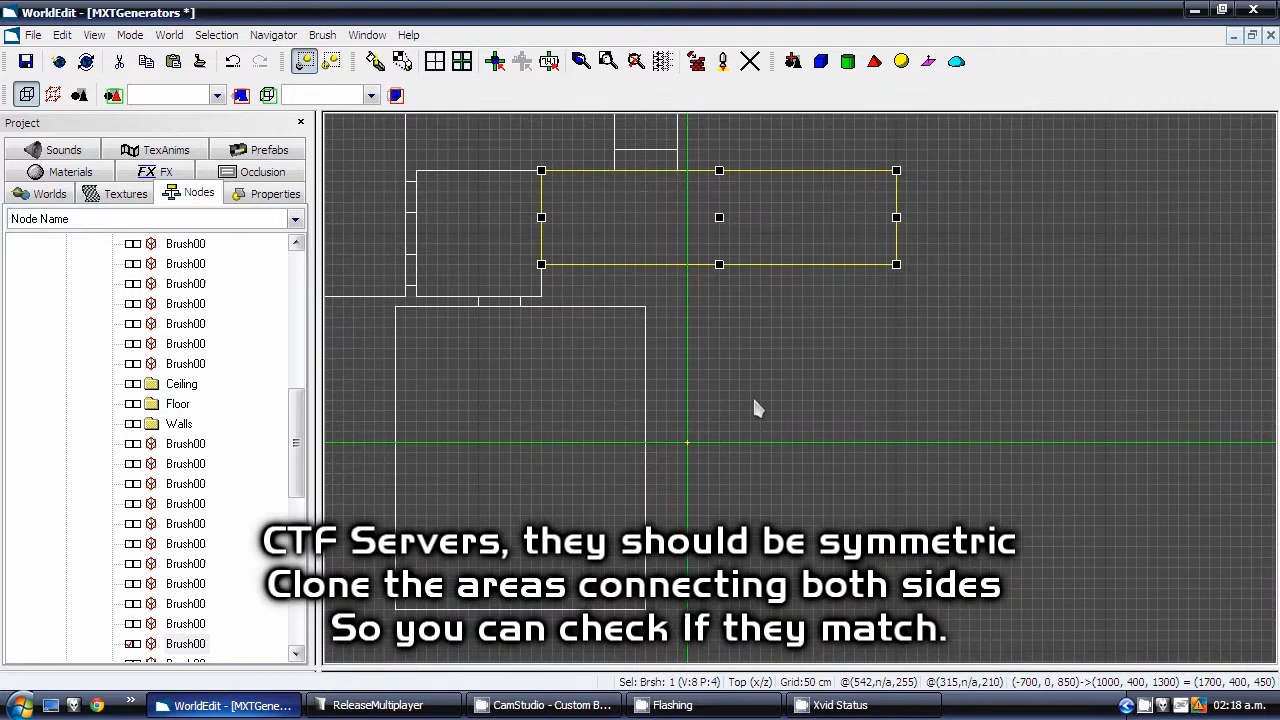 WorldEdit - [MXTGenerators *]
File Edit View Mode World Selection Navigator Brush Window Help
Project
Sounds TexAnims Prefabs
Materials FX Occlusion
Worlds Textures Nodes Properties
Node Name
Brush00
Brush00
Brush00
Brush00
Brush00
Brush00
Brush00
Ceiling
Floor
Walls
Brush00
Brush00
Brush00
Brush00
Brush00
Brush00
Brush00
Brush00
Brush00
Brush00
Brush00
CTF Servers, they should be symmetric
Clone the areas connecting both sides
So you can check If they match.
Sel: Brsh: 1 (V:8 P:4) Top (x/z) Grid:50 cm @(542,n/a,255) @(315,n/a,210) (-700, 0, 850)->(1000, 400, 1300) = (1700, 400, 450)
WorldEdit - [MXTGene... ReleaseMultiplayer CamStudio - Custom B... Flashing Xvid Status 02:18 a.m.